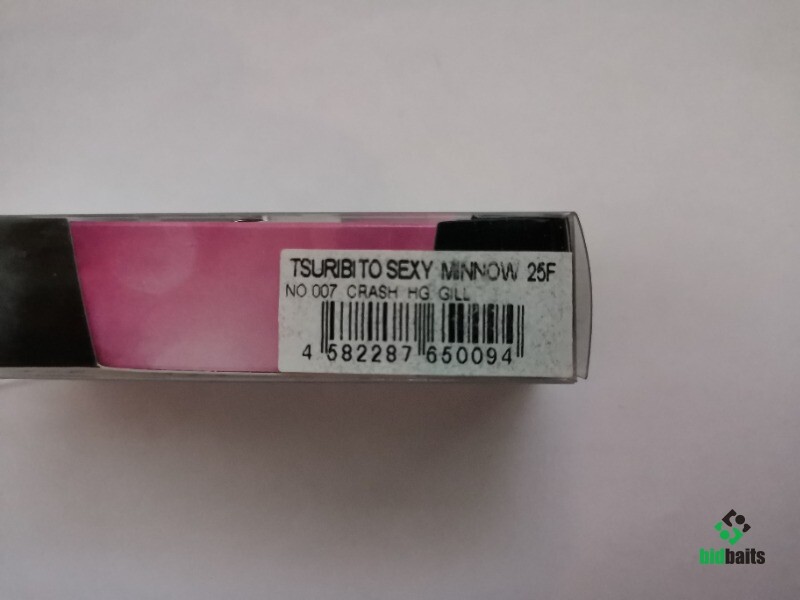 TSURIBITO SEXY MINNOW 25F
NO 007 CRASH HG GILL
4 582287 650094
bidbaits